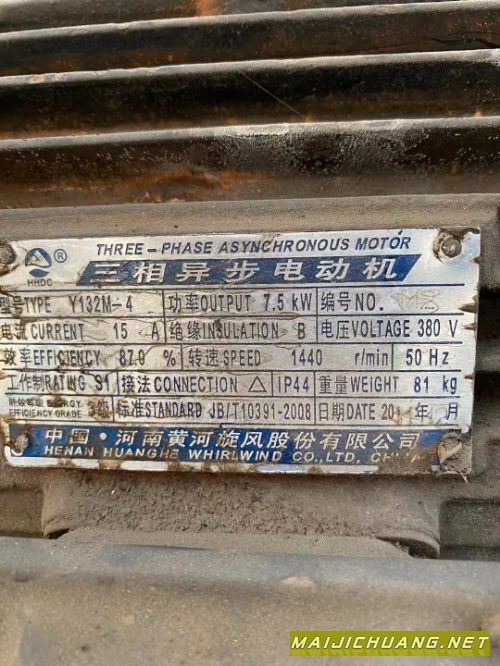 HHDC ®
THREE-PHASE ASYNCHRONOUS MOTOR
三相异步电动机
型号TYPE Y132M-4 功率OUTPUT 7.5 kW 编号NO.
电流CURRENT 15 A 绝缘INSULATION B 电压VOLTAGE 380 V
效率EFFICIENCY 87.0 % 转速SPEED 1440 r/min 50 Hz
工作制RATING S1 接法CONNECTION △ IP44 重量WEIGHT 81 kg
ENERGY
EFFICIENCY GRADE 3级 标准STANDARD JB/T10391-2008 日期DATE 20 年 月
中国·河南黄河旋风股份有限公司
HENAN HUANGHE WHIRLWIND CO., LTD, CHINA
MAIJICHUANG.NET